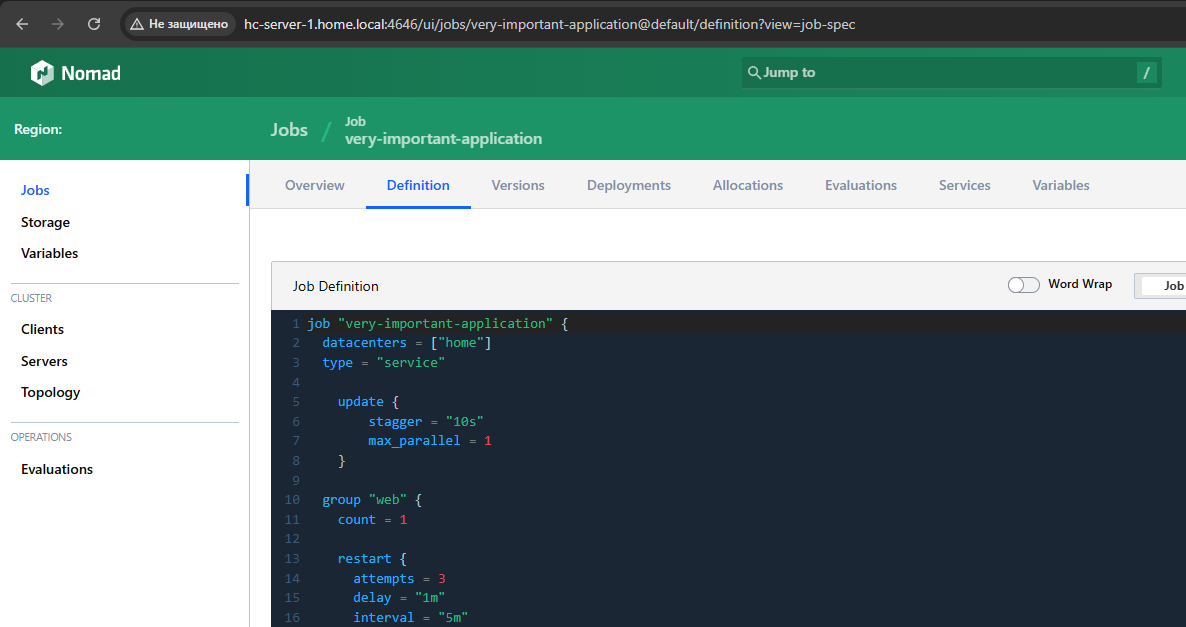 Не защищено hc-server-1.home.local:4646/ui/jobs/very-important-application@default/definition?view=job-spec
Nomad
Jump to /
Region:
Jobs / Job
very-important-application
Jobs
Storage
Variables
CLUSTER
Clients
Servers
Topology
OPERATIONS
Evaluations
Overview Definition Versions Deployments Allocations Evaluations Services Variables
Job Definition Word Wrap Job
1 job "very-important-application" {
2 datacenters = ["home"]
3 type = "service"
4
5 update {
6 stagger = "10s"
7 max_parallel = 1
8 }
9
10 group "web" {
11 count = 1
12
13 restart {
14 attempts = 3
15 delay = "1m"
16 interval = "5m"